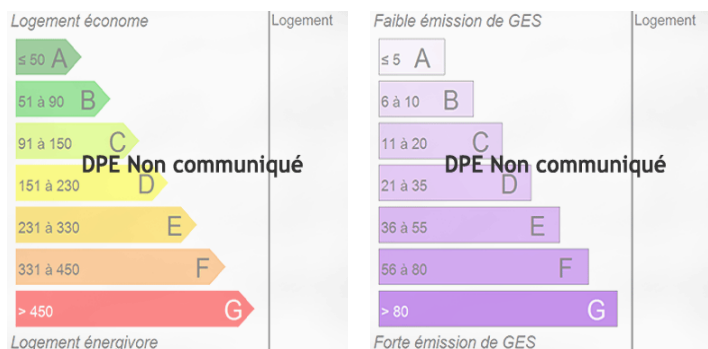 Logement économe
Logement
≤ 50 A
51 à 90 B
91 à 150 C
DPE Non communiqué
151 à 230 D
231 à 330 E
331 à 450 F
> 450 G
Logement énergivore
Faible émission de GES
Logement
≤ 5 A
6 à 10 B
11 à 20 C
DPE Non communiqué
21 à 35 D
36 à 55 E
56 à 80 F
> 80 G
Forte émission de GES